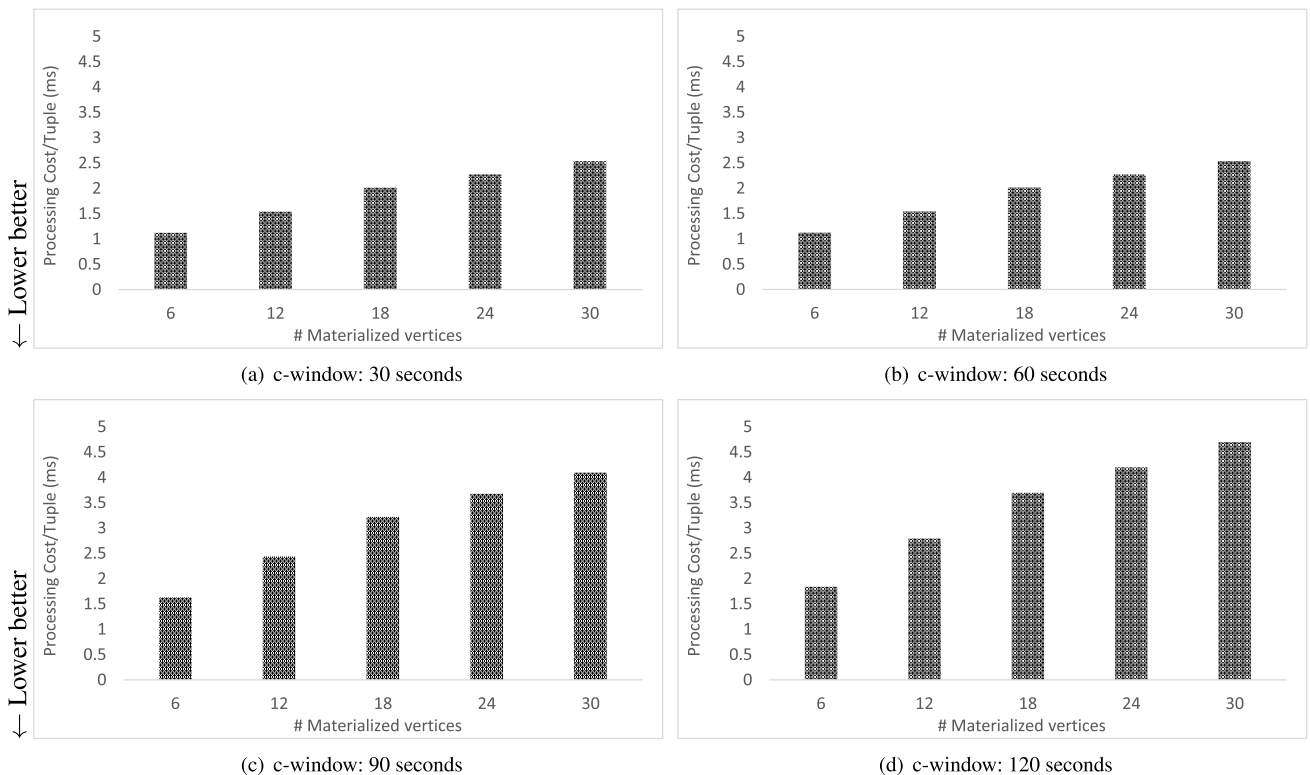 ← Lower better
Processing Cost/Tuple (ms)
5
4.5
4
3.5
3
2.5
2
1.5
1
0.5
0
6 12 18 24 30
# Materialized vertices
(a) c-window: 30 seconds
Processing Cost/Tuple (ms)
5
4.5
4
3.5
3
2.5
2
1.5
1
0.5
0
6 12 18 24 30
# Materialized vertices
(b) c-window: 60 seconds
← Lower better
Processing Cost/Tuple (ms)
5
4.5
4
3.5
3
2.5
2
1.5
1
0.5
0
6 12 18 24 30
# Materialized vertices
(c) c-window: 90 seconds
Processing Cost/Tuple (ms)
5
4.5
4
3.5
3
2.5
2
1.5
1
0.5
0
6 12 18 24 30
# Materialized vertices
(d) c-window: 120 seconds